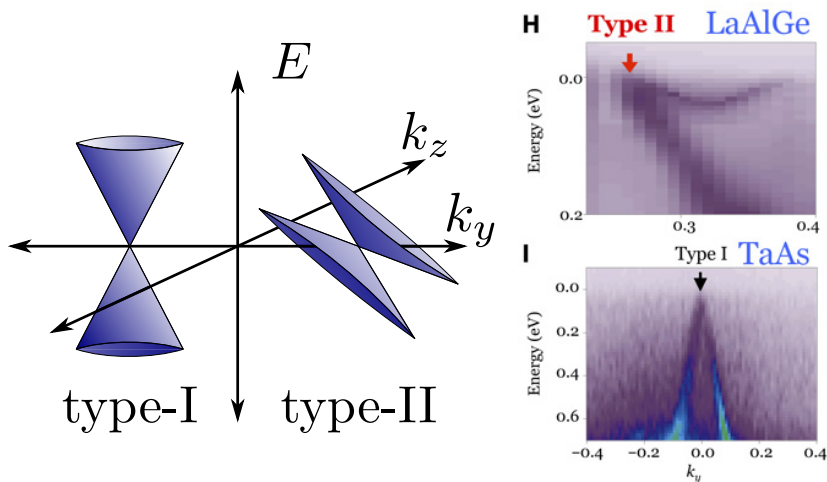 E
k_z
k_y
type-I
type-II
H
Type II
LaAlGe
Energy (eV)
0.0
0.2
0.3
0.4
I
Type I
TaAs
Energy (eV)
0.0
0.2
0.4
0.6
−0.4
−0.2
0.0
0.2
0.4
k_y